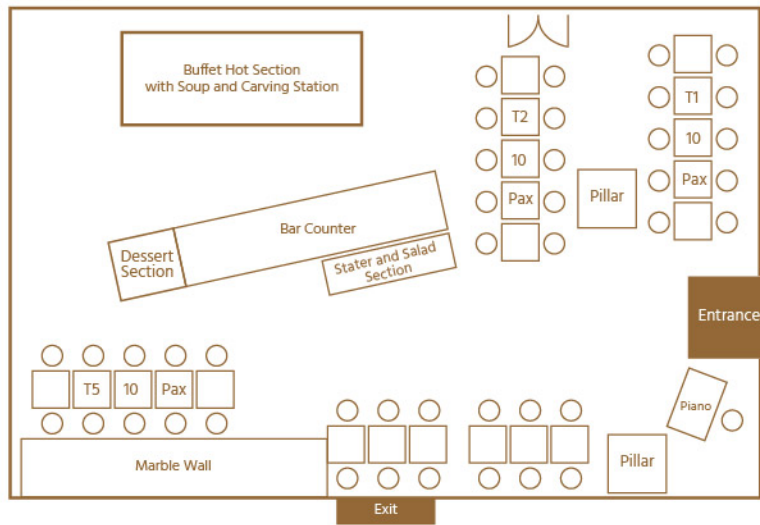 Buffet Hot Section
with Soup and Carving Station
T2
10
Pax
T1
10
Pax
Pillar
Bar Counter
Dessert
Section
Stater and Salad
Section
Entrance
T5 10 Pax
Piano
Marble Wall
Pillar
Exit